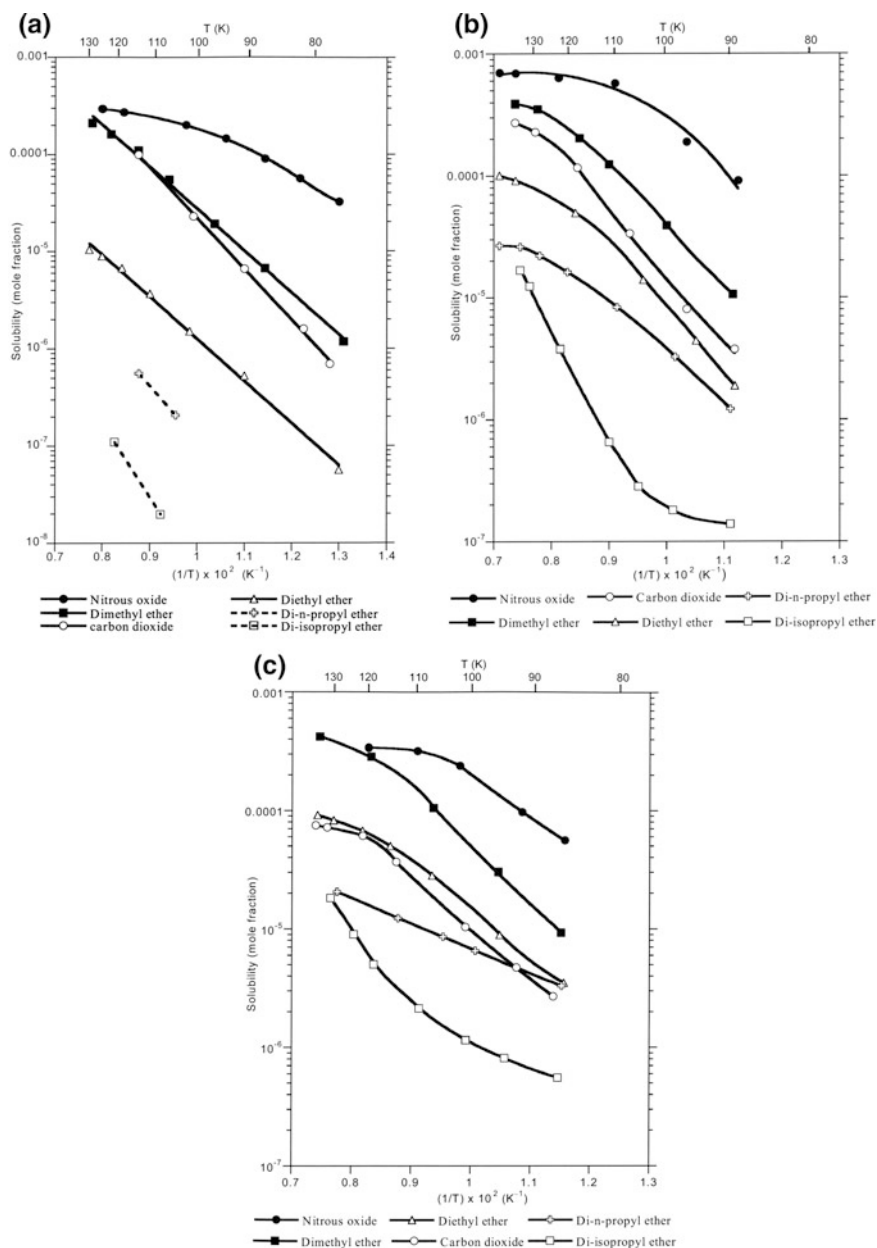 (a)
T (K)
130 120 110 100 90 80
0.001
0.0001
10⁻⁵
10⁻⁶
10⁻⁷
10⁻⁸
Solubility (mole fraction)
0.7 0.8 0.9 1 1.1 1.2 1.3 1.4
(1/T) x 10² (K⁻¹)
Nitrous oxide Diethyl ether
Dimethyl ether Di-n-propyl ether
carbon dioxide Di-isopropyl ether
(b)
T (K)
130 120 110 100 90 80
0.001
0.0001
10⁻⁵
10⁻⁶
10⁻⁷
Solubility (mole fraction)
0.7 0.8 0.9 1 1.1 1.2 1.3
(1/T) x 10² (K⁻¹)
Nitrous oxide Carbon dioxide Di-n-propyl ether
Dimethyl ether Diethyl ether Di-isopropyl ether
(c)
T (K)
130 120 110 100 90 80
0.001
0.0001
10⁻⁵
10⁻⁶
10⁻⁷
Solubility (mole fraction)
0.7 0.8 0.9 1 1.1 1.2 1.3
(1/T) x 10² (K⁻¹)
Nitrous oxide Diethyl ether Di-n-propyl ether
Dimethyl ether Carbon dioxide Di-isopropyl ether